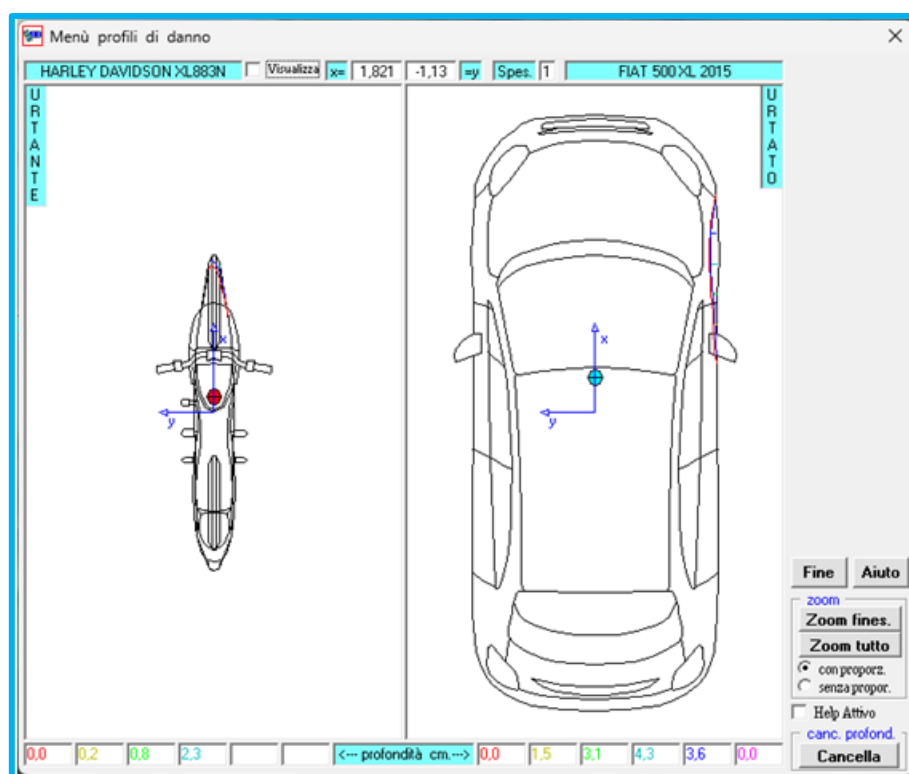 Menù profili di danno
HARLEY DAVIDSON XL883N Visualizza x= 1,821 -1,13 =y Spes. 1 FIAT 500 XL 2015
URTANTE
URTATO
x
y
x
y
Fine Aiuto
zoom
Zoom fines.
Zoom tutto
con proporz.
senza propor.
Help Attivo
canc. profond.
Cancella
0,0 0,2 0,8 2,3 <--- profondità cm.---> 0,0 1,5 3,1 4,3 3,6 0,0